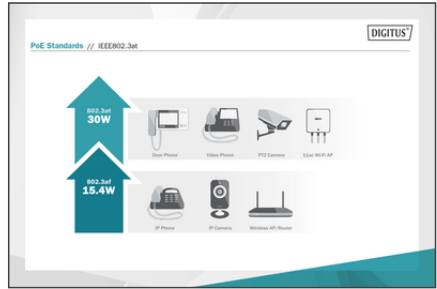 DIGITUS®
PoE Standards // IEEE802.3at
802.3at
30W
Door Phone
Video Phone
PTZ Camera
11ac Wi-Fi AP
802.3af
15.4W
IP Phone
IP Camera
Wireless AP/Router